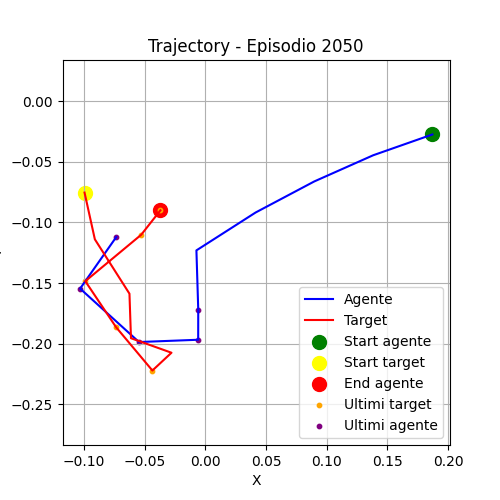 Trajectory - Episodio 2050
0.00
−0.05
−0.10
−0.15
−0.20
−0.25
−0.10
−0.05
0.00
0.05
0.10
0.15
0.20
X
Agente
Target
Start agente
Start target
End agente
Ultimi target
Ultimi agente